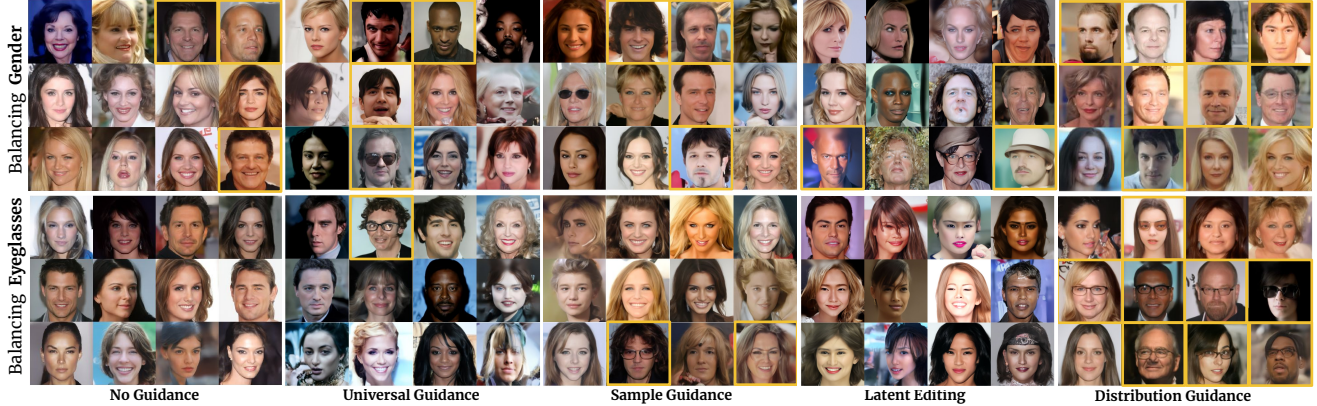 Balancing Gender
Balancing Eyeglasses
No Guidance
Universal Guidance
Sample Guidance
Latent Editing
Distribution Guidance